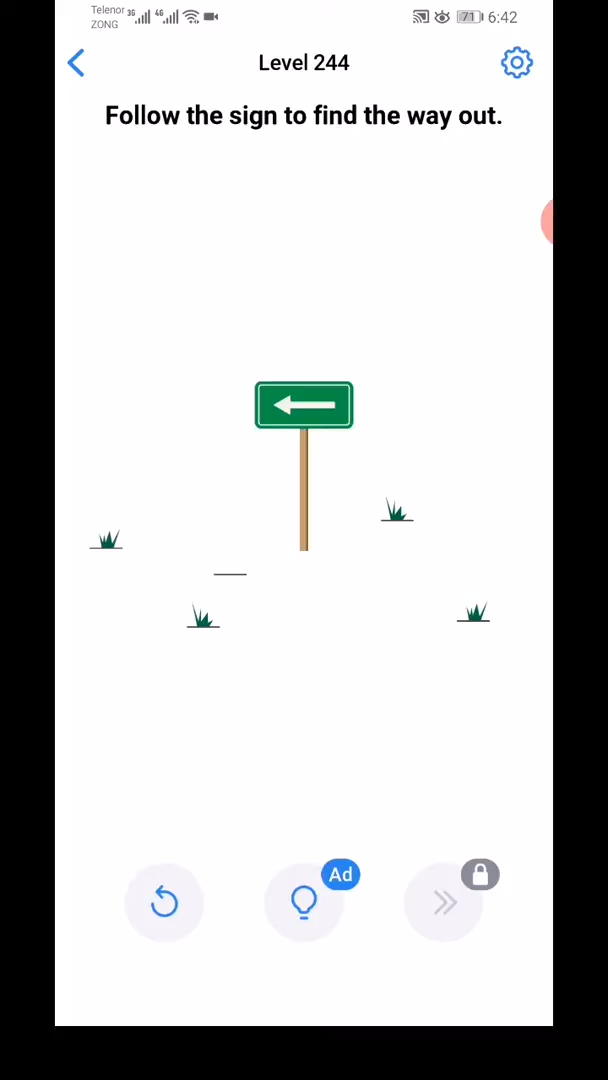 Telenor 3G 4G 71 6:42
ZONG
Level 244
Follow the sign to find the way out.
Ad